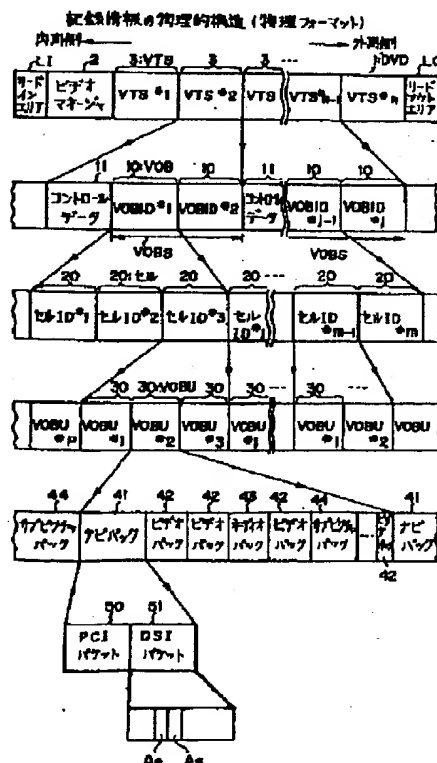 記録情報の物理的構造 (物理フォーマット)
内周側 外周側
LI 2 3:VTS 3 3 ... 1:DVD LO
リードインエリア ビデオマネージャ VTS#1 VTS#2 VTS VTS#n-1 VTS#n リードアウトエリア
11 10:VOB 10 11 10 10
コントロールデータ VOBID#1 VOBID#2 コントロールデータ VOBID#j-1 VOBID#j
VOBS VOBS
20 20:セル 20 20 ... 20 20
セルID#1 セルID#2 セルID#3 セルID#1 セルID#m-1 セルID#m
30 30:VOBU 30 30 ... 30 ...
VOBU#P VOBU#1 VOBU#2 VOBU#3 VOBU#1 VOBU#1 VOBU#2 VOBU
44 41 42 42 43 42 44 41
サブピクチャパック ナビパック ビデオパック ビデオパック オーディオパック ビデオパック サブピクチャパック ... ナビパック
42
50 51
PCIパケット DSIパケット